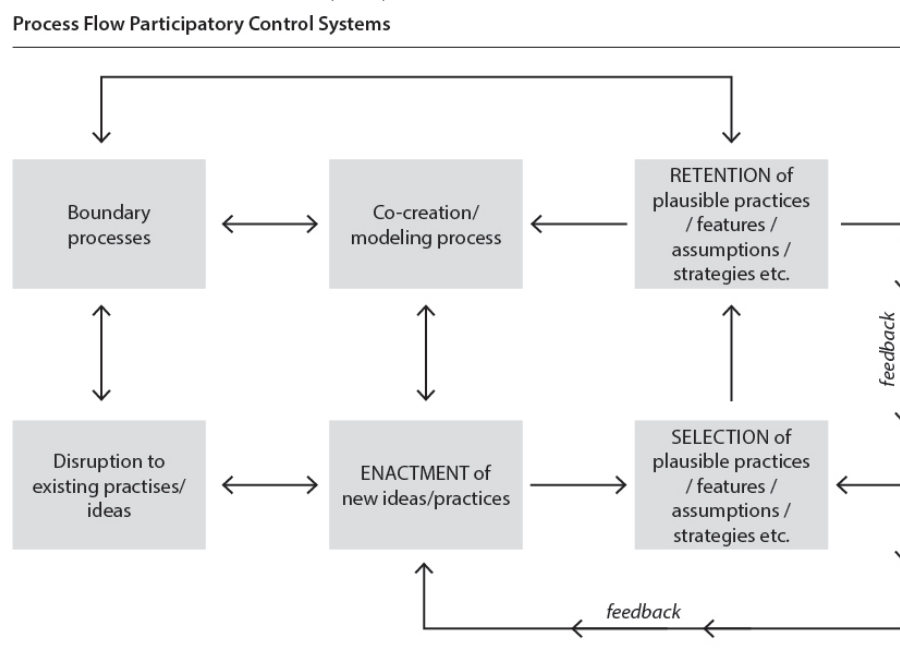 Process Flow Participatory Control Systems
Boundary
processes
Co-creation/
modeling process
RETENTION of
plausible practices
/ features /
assumptions /
strategies etc.
feedback
Disruption to
existing practises/
ideas
ENACTMENT of
new ideas/practices
SELECTION of
plausible practices
/ features /
assumptions /
strategies etc.
feedback